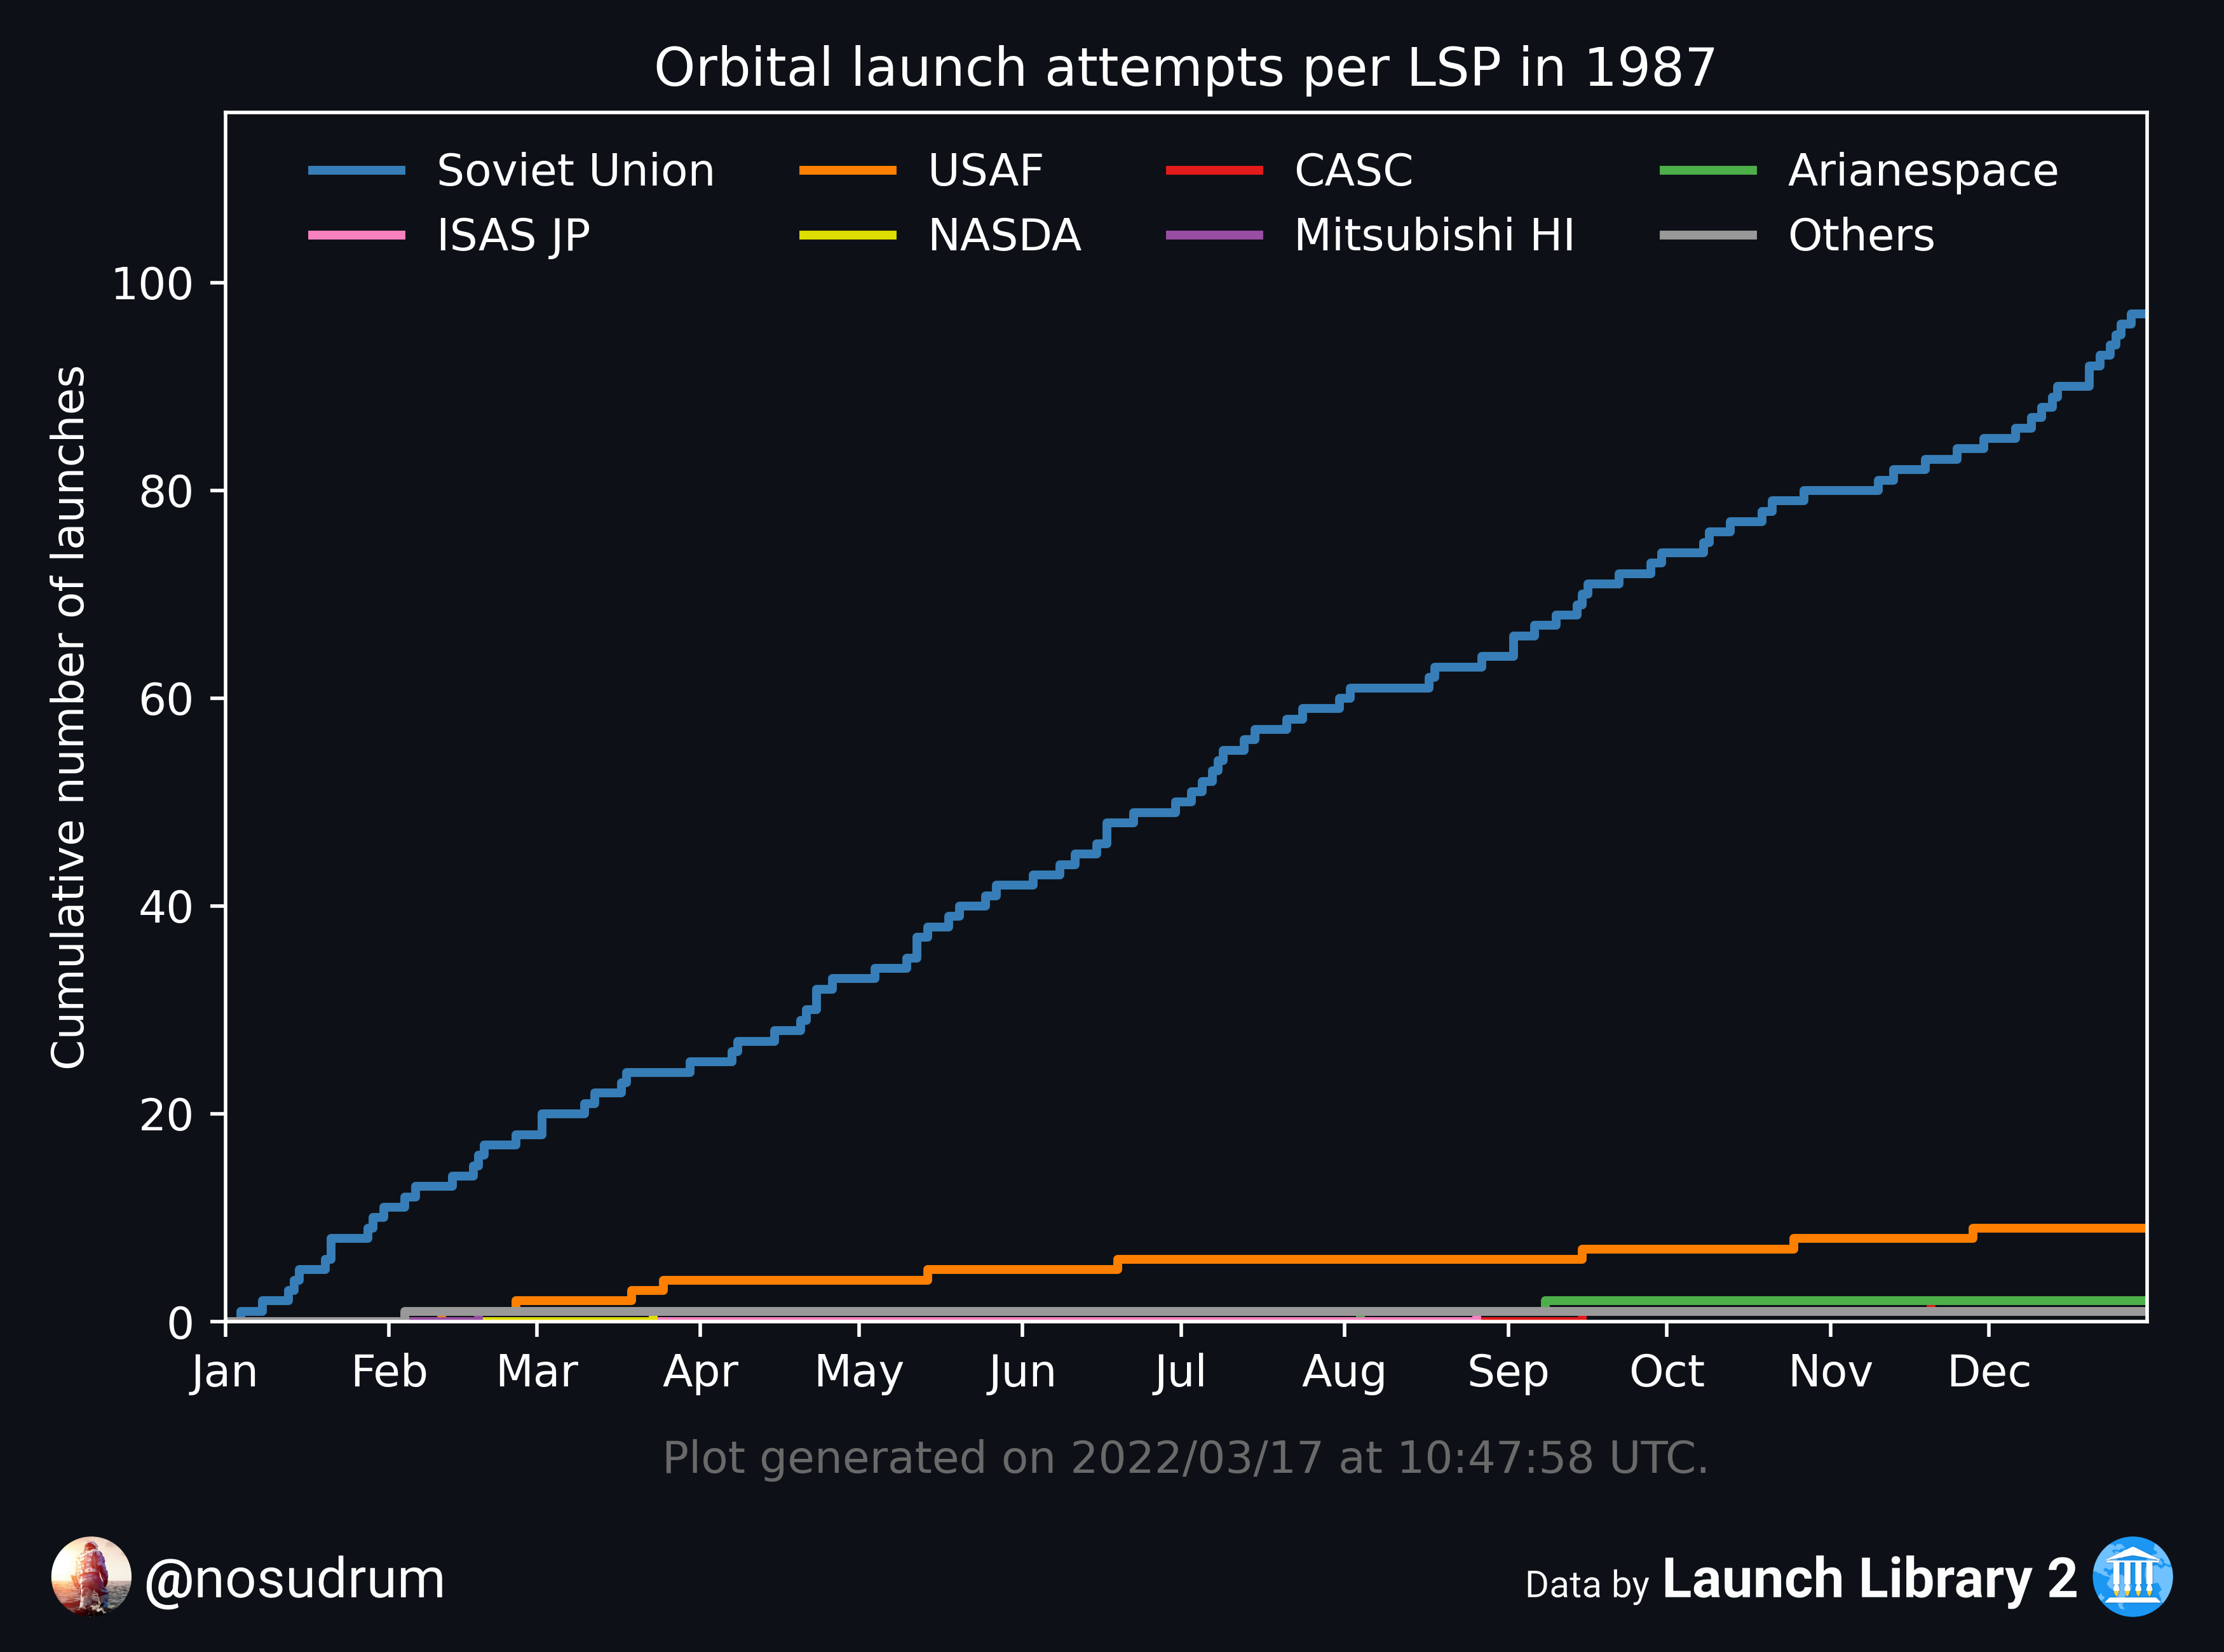 Orbital launch attempts per LSP in 1987
Soviet Union USAF CASC Arianespace
ISAS JP NASDA Mitsubishi HI Others
Cumulative number of launches
100
80
60
40
20
0
Jan Feb Mar Apr May Jun Jul Aug Sep Oct Nov Dec
Plot generated on 2022/03/17 at 10:47:58 UTC.
@nosudrum
Data by Launch Library 2